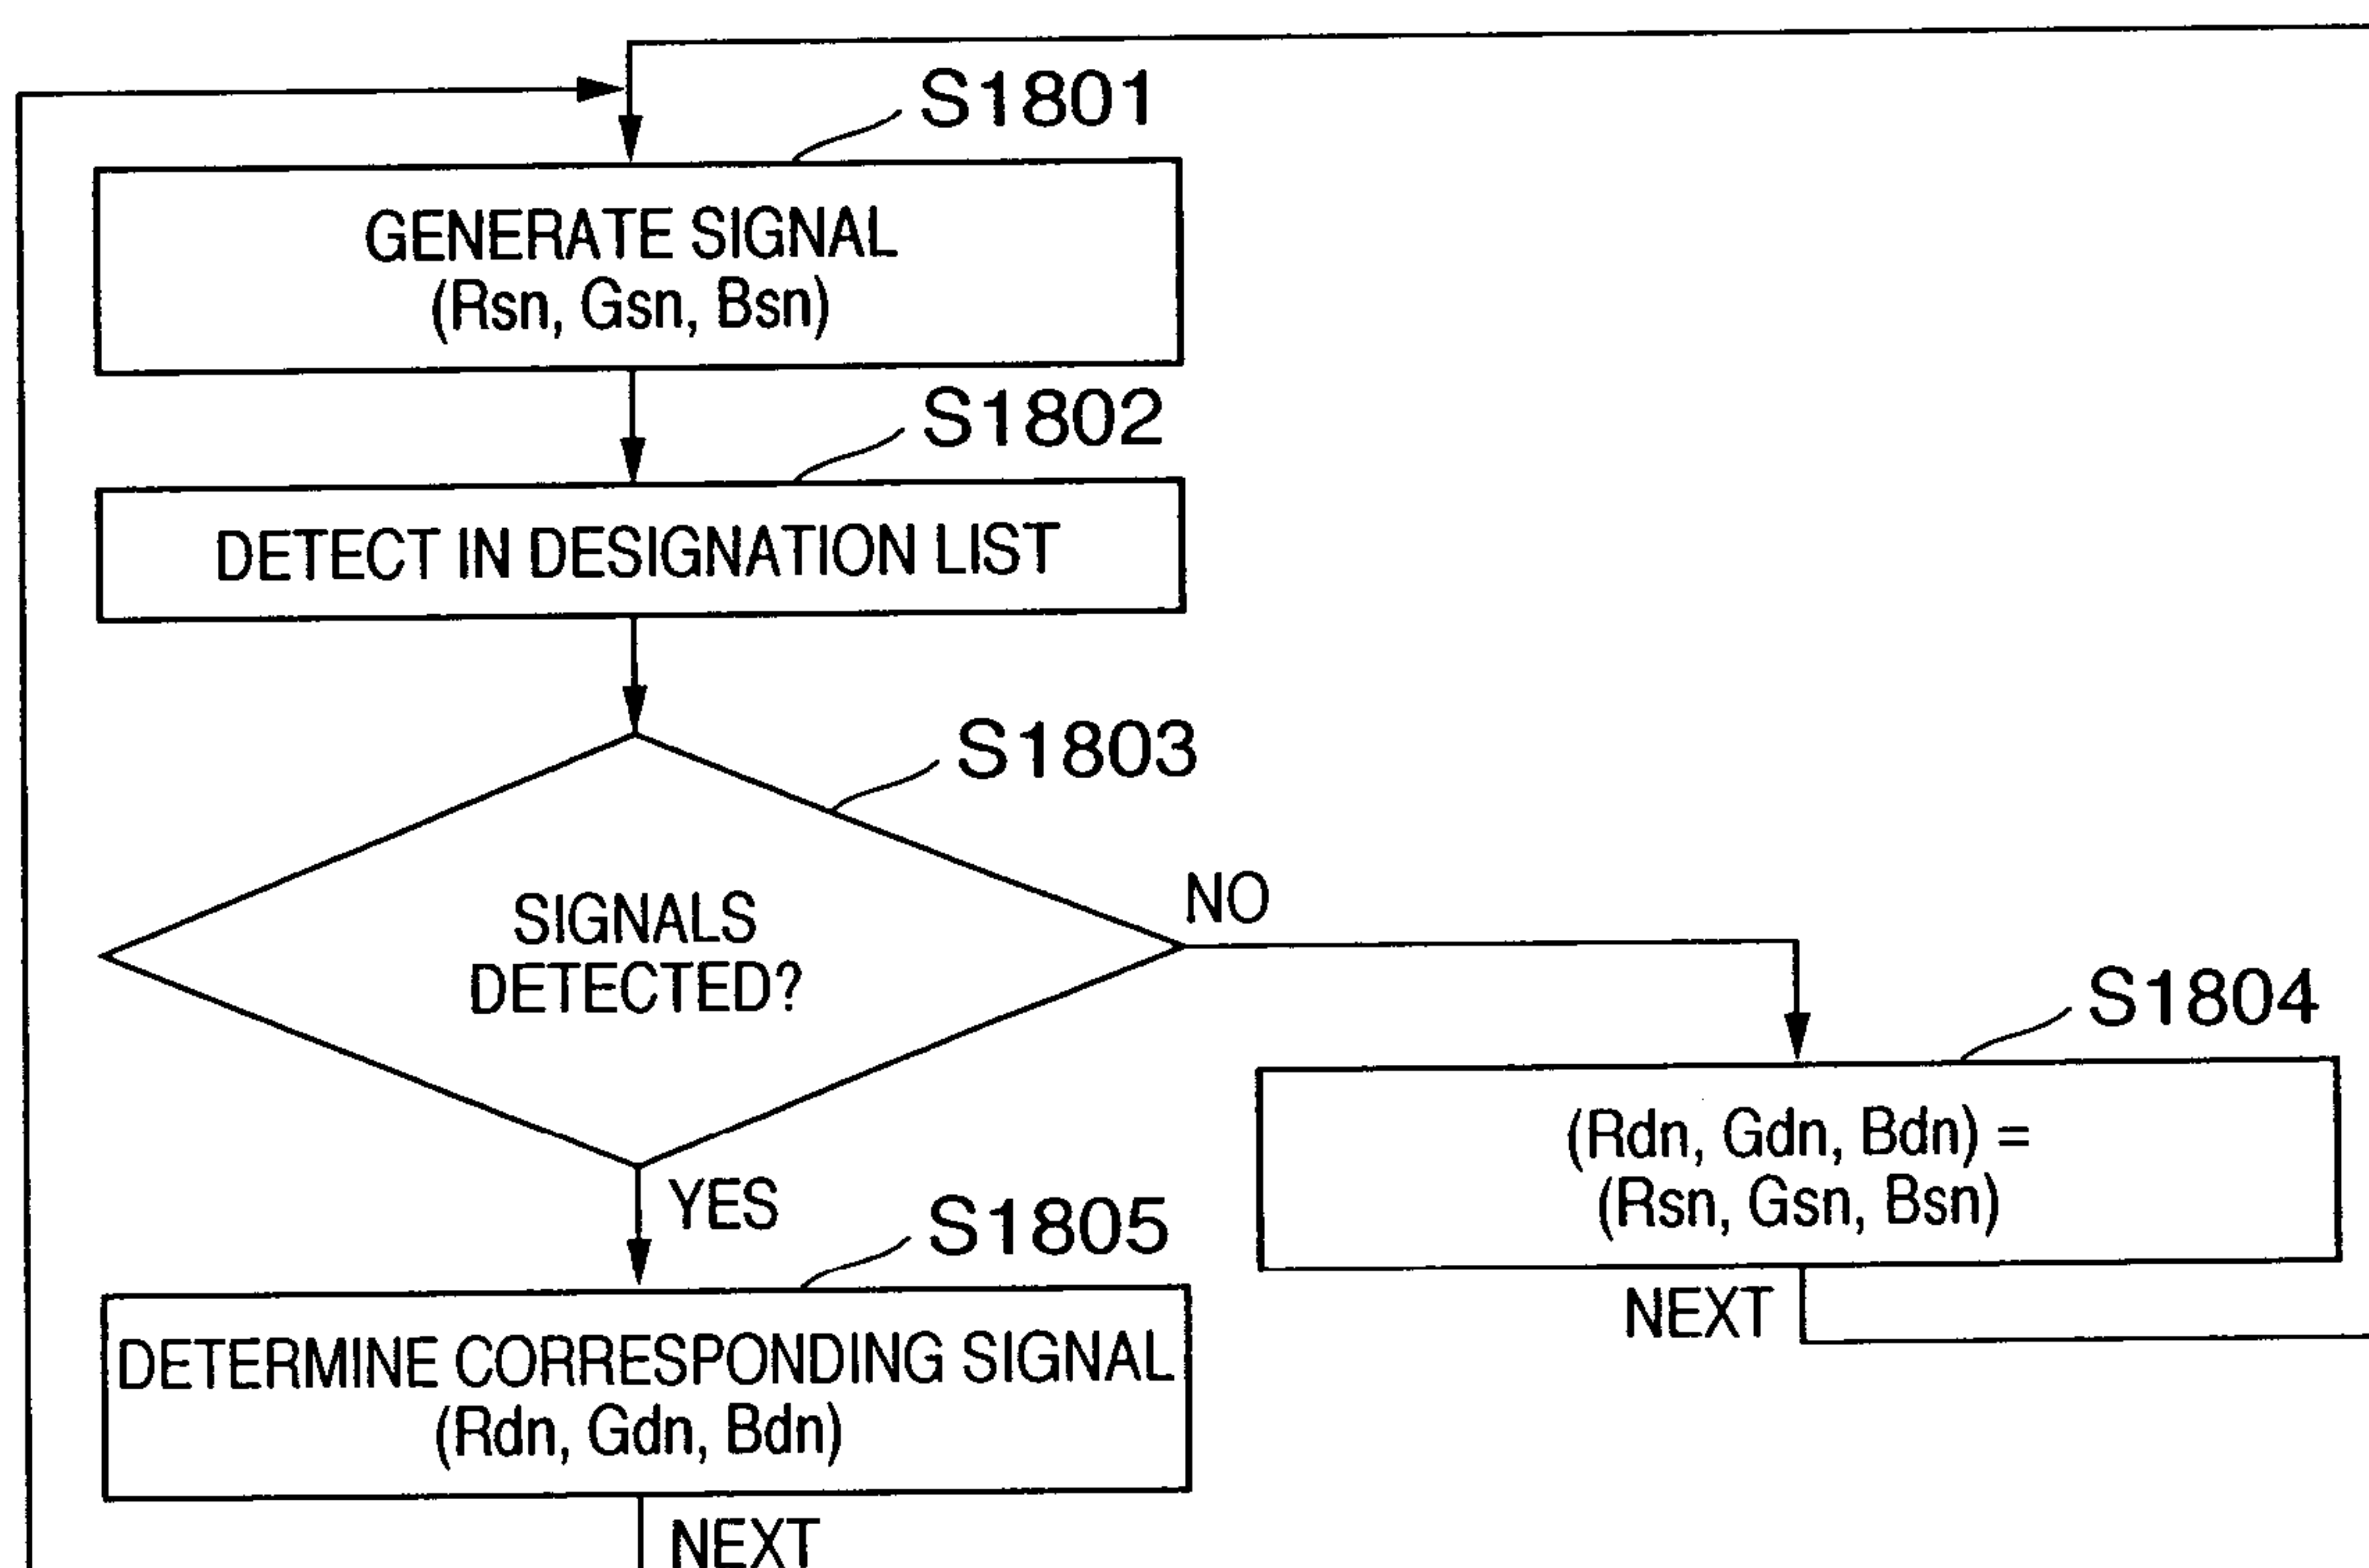 S1801
GENERATE SIGNAL
(Rsn, Gsn, Bsn)
S1802
DETECT IN DESIGNATION LIST
S1803
SIGNALS
DETECTED?
NO
S1804
(Rdn, Gdn, Bdn) =
(Rsn, Gsn, Bsn)
NEXT
YES
S1805
DETERMINE CORRESPONDING SIGNAL
(Rdn, Gdn, Bdn)
NEXT